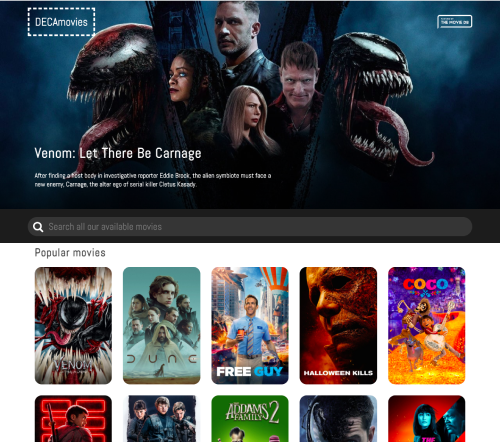 DECAmovies
THE MOVIE DB
Venom: Let There Be Carnage
After finding a host body in investigative reporter Eddie Brock, the alien symbiote must face a
new enemy, Carnage, the alter ego of serial killer Cletus Kasady.
Search all our available movies
Popular movies
VENOM
DUNE
FREE GUY
HALLOWEEN KILLS
COCO
THE
ADDAMS
FAMILY 2